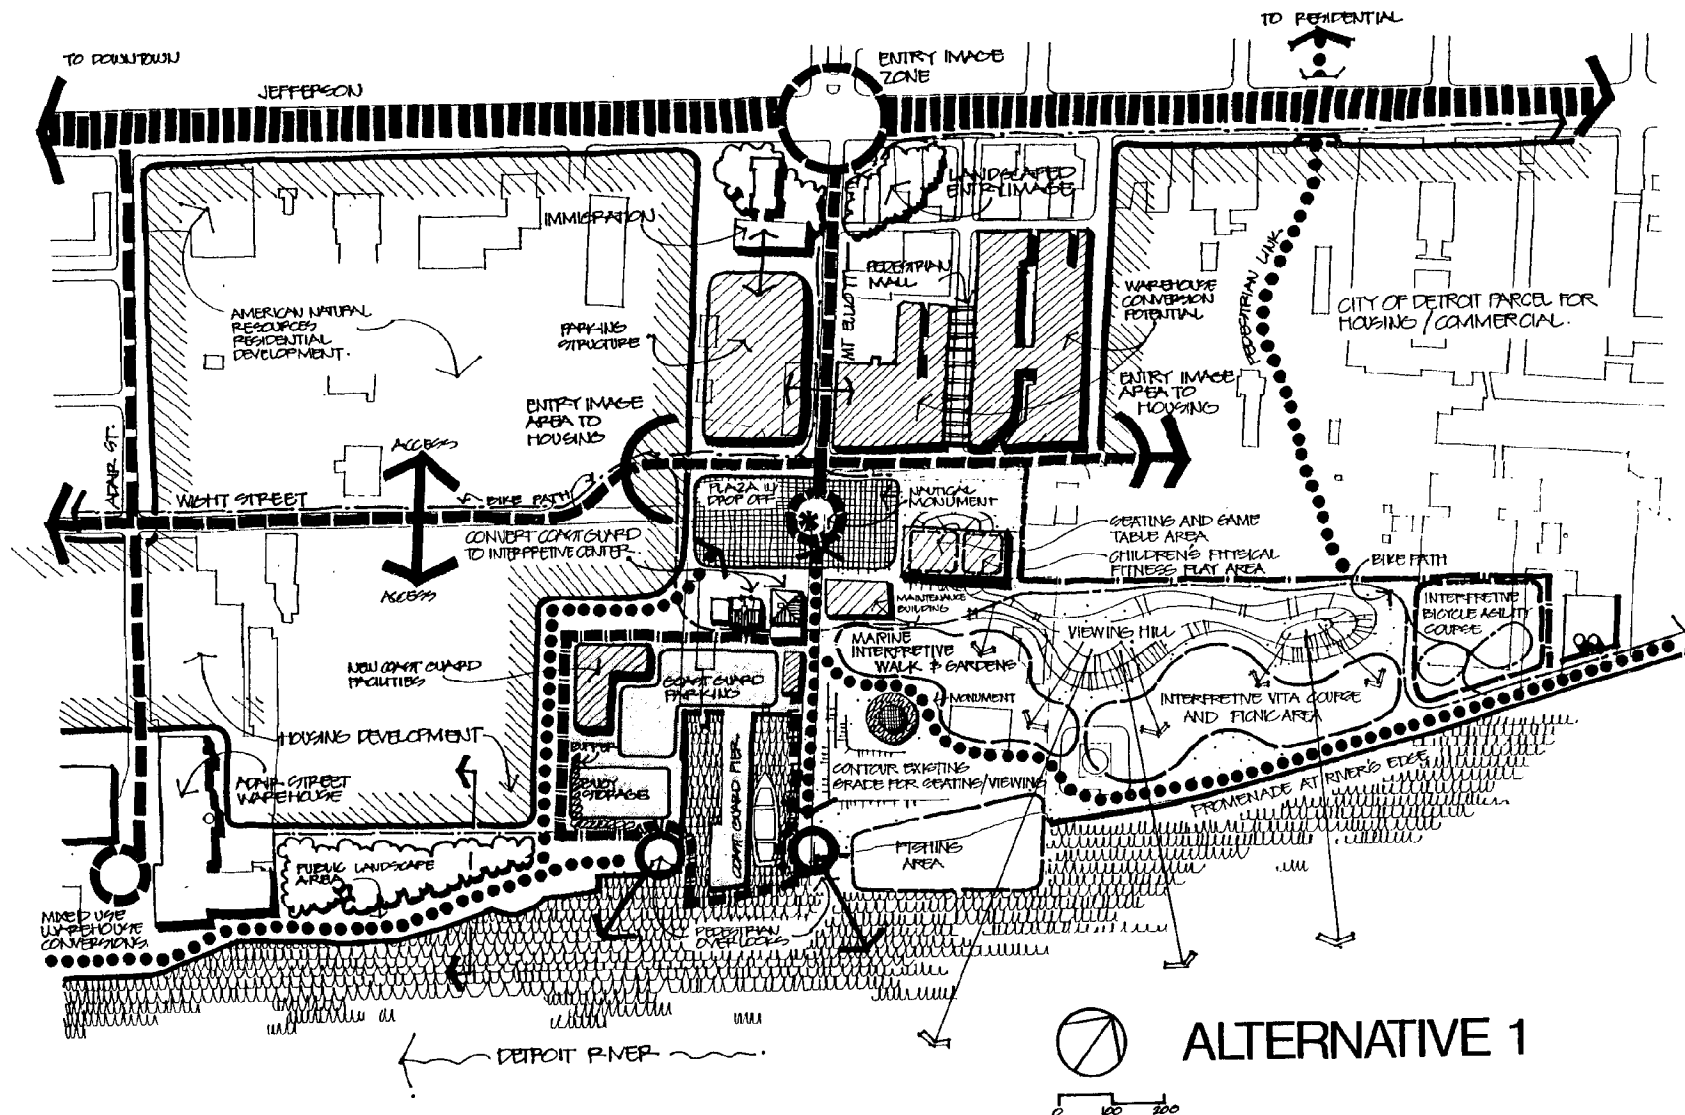 TO RESIDENTIAL
TO DOWNTOWN
ENTRY IMAGE
ZONE
JEFFERSON
LANDSCAPED
ENTRY IMAGE
IMMIGRATION
PEDESTRIAN
MALL
MT ELLIOTT
PEDESTRIAN LINK
WAREHOUSE
CONVERSION
POTENTIAL
CITY OF DETROIT PARCEL FOR
HOUSING / COMMERCIAL.
AMERICAN NATURAL
RESOURCES
RESIDENTIAL
DEVELOPMENT.
PARKING
STRUCTURE
ENTRY IMAGE
AREA TO
HOUSING
ENTRY IMAGE
AREA TO
HOUSING
ADAIR ST.
ACCESS
WIGHT STREET
BIKE PATH
PLAZA W/
DROP OFF
NAUTICAL
MONUMENT
CONVERT COAST GUARD
TO INTERPRETIVE CENTER
SEATING AND GAME
TABLE AREA
CHILDREN'S PHYSICAL
FITNESS PLAY AREA
BIKE PATH
ACCESS
MAINTENANCE
BUILDING
INTERPRETIVE
BICYCLE AGILITY
COURSE
VIEWING HILL
MARINE
INTERPRETIVE
WALK & GARDENS
NEW COAST GUARD
FACILITIES
COAST GUARD
PARKING
MONUMENT
INTERPRETIVE VITA COURSE
AND PICNIC AREA
HOUSING DEVELOPMENT
BUFFER
ADAIR STREET
WAREHOUSE
BUOY
STORAGE
COAST GUARD PIER
CONTOUR EXISTING
GRADE FOR SEATING/VIEWING
PROMENADE AT RIVER'S EDGE
FISHING
AREA
PUBLIC LANDSCAPE
AREA
MIXED USE
WAREHOUSE
CONVERSIONS.
PEDESTRIAN
OVERLOOKS
DETROIT RIVER
ALTERNATIVE 1
0 100 200